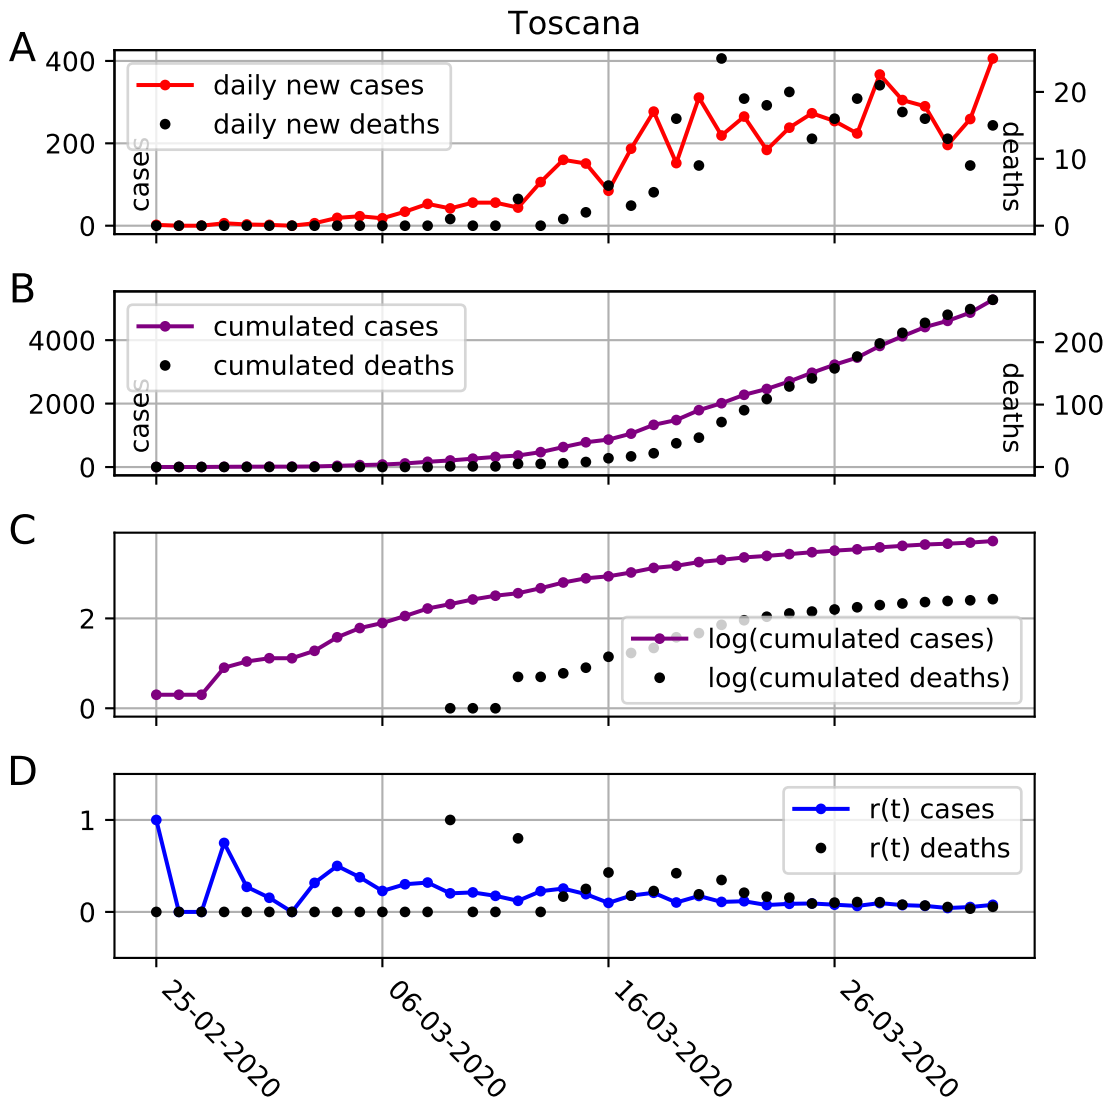 Toscana
A
400
200
0
cases
daily new cases
daily new deaths
20
10
0
deaths
B
4000
2000
0
cases
cumulated cases
cumulated deaths
200
100
0
deaths
C
2
0
log(cumulated cases)
log(cumulated deaths)
D
1
0
r(t) cases
r(t) deaths
25-02-2020
06-03-2020
16-03-2020
26-03-2020